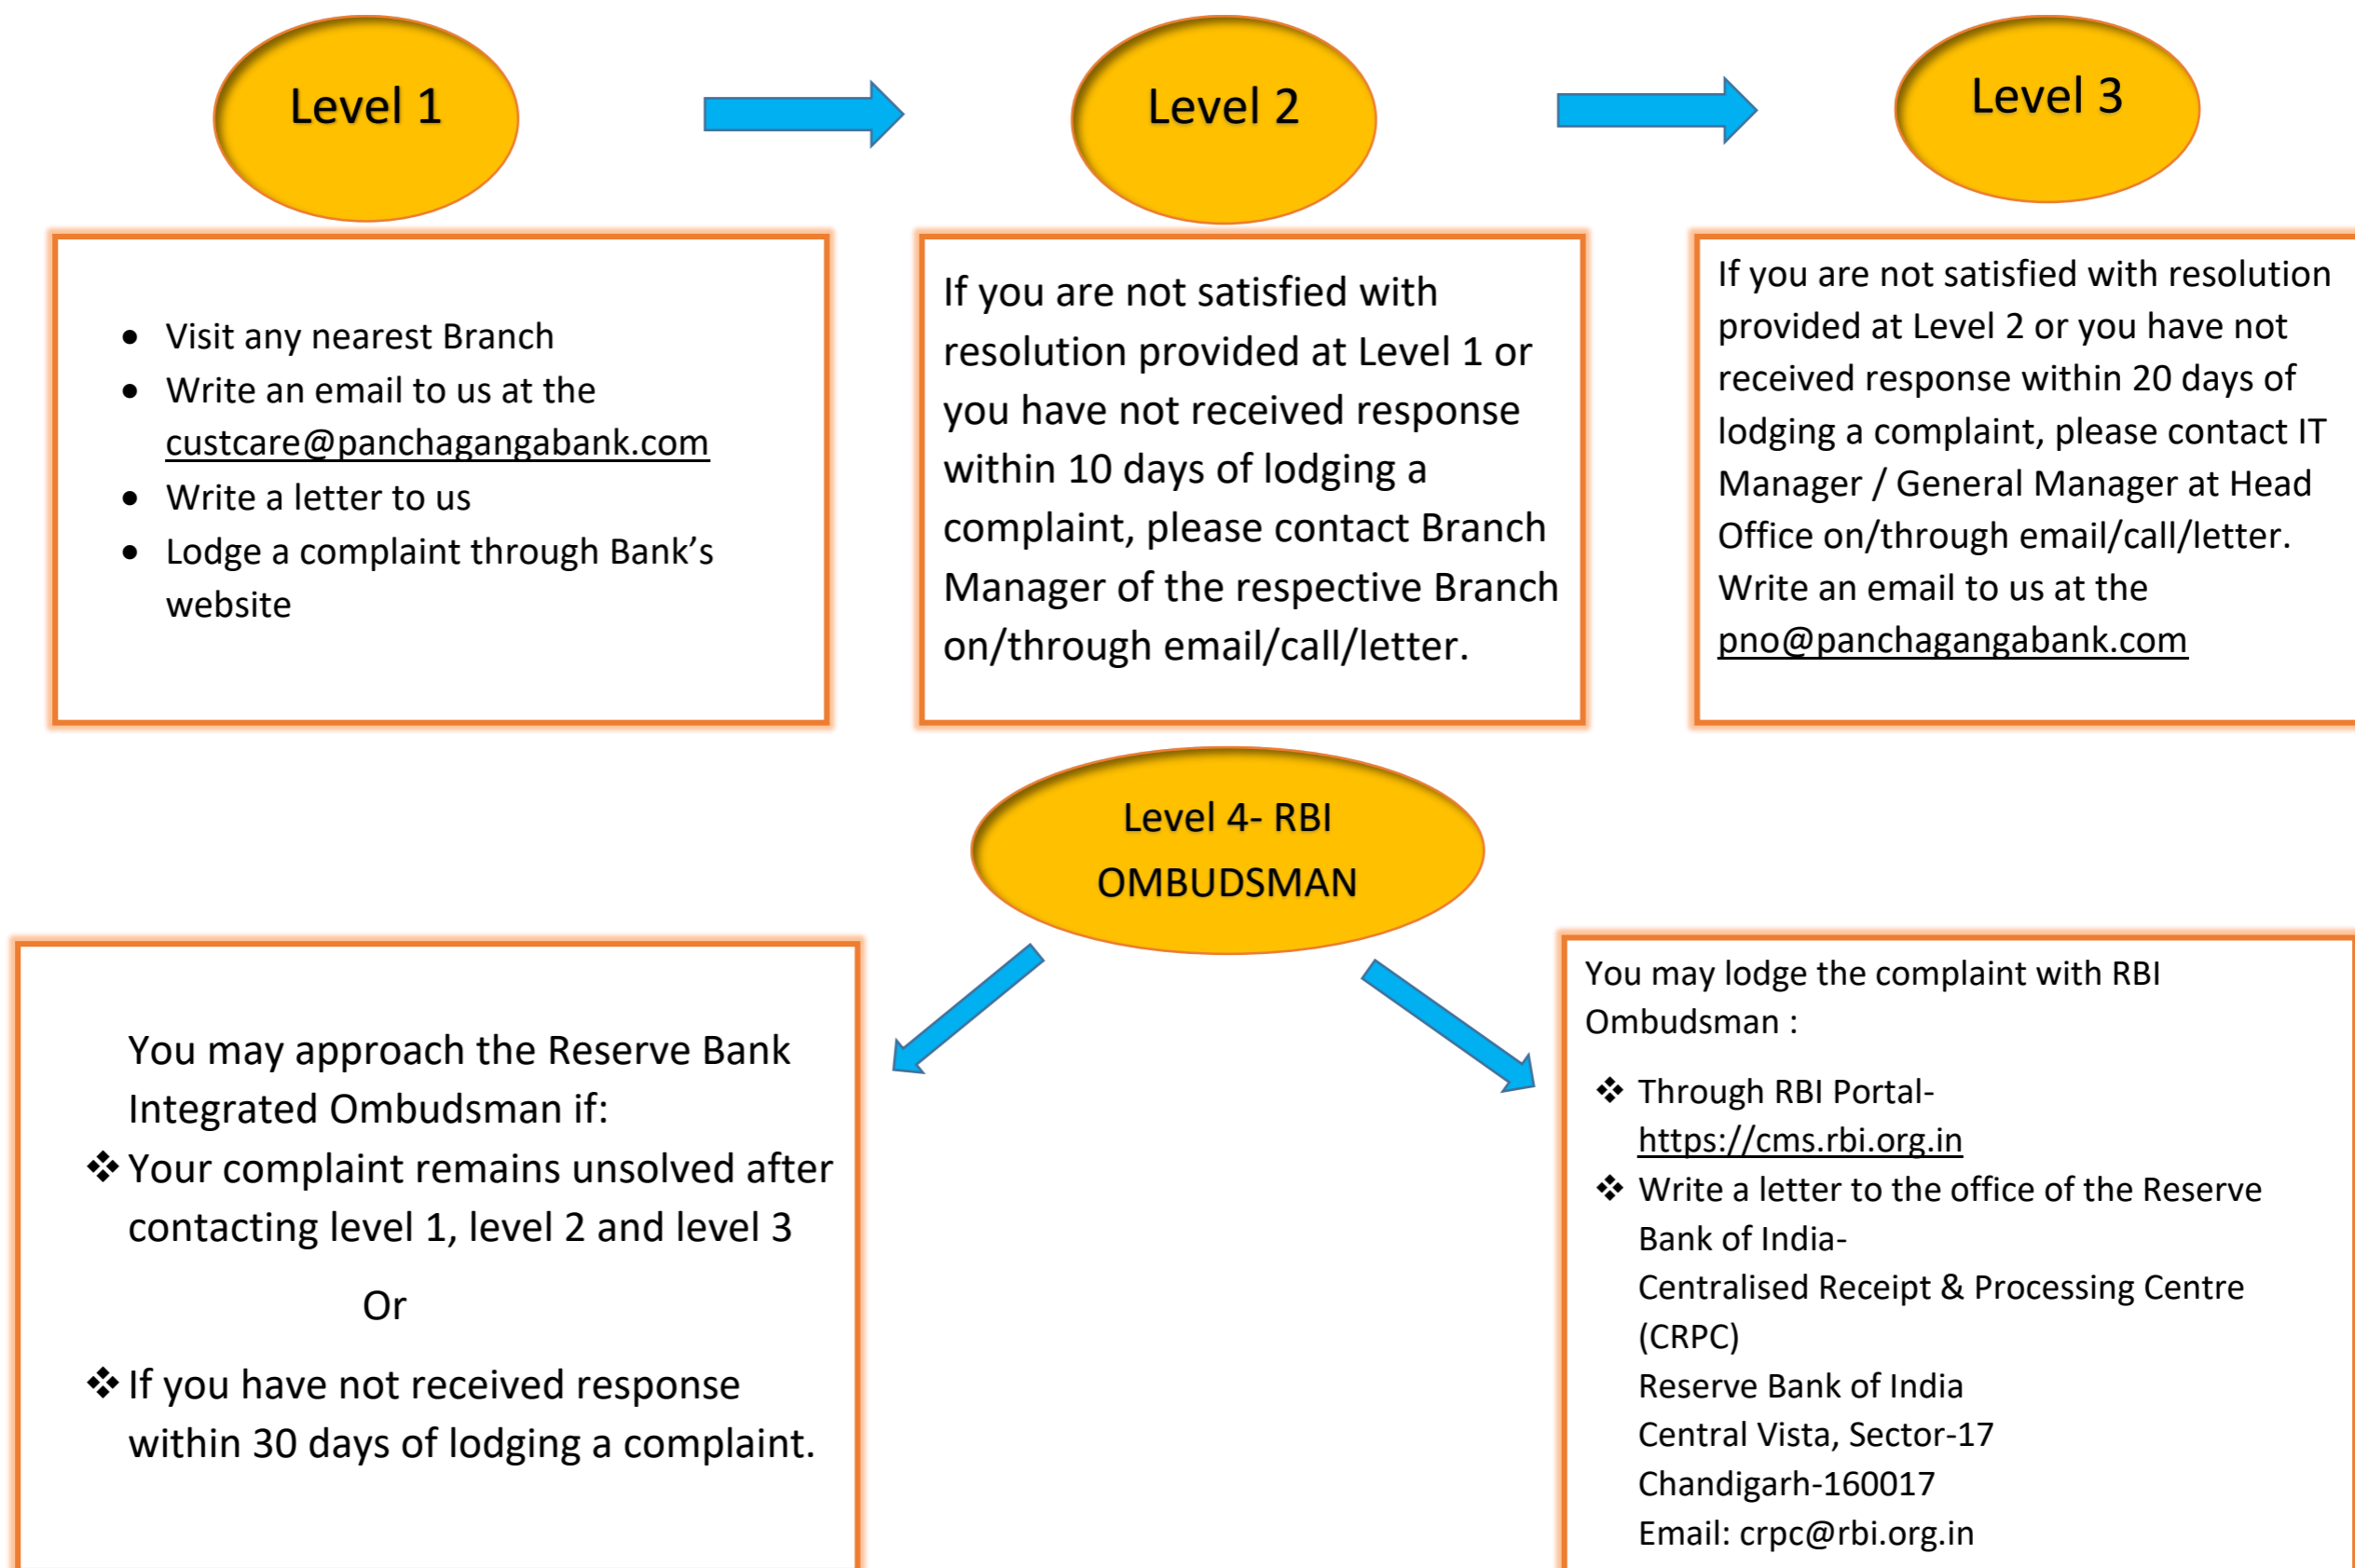 Level 1
Level 2
Level 3
• Visit any nearest Branch
• Write an email to us at the
custcare@panchagangabank.com
• Write a letter to us
• Lodge a complaint through Bank’s
website
If you are not satisfied with
resolution provided at Level 1 or
you have not received response
within 10 days of lodging a
complaint, please contact Branch
Manager of the respective Branch
on/through email/call/letter.
If you are not satisfied with resolution
provided at Level 2 or you have not
received response within 20 days of
lodging a complaint, please contact IT
Manager / General Manager at Head
Office on/through email/call/letter.
Write an email to us at the
pno@panchagangabank.com
Level 4- RBI
OMBUDSMAN
You may approach the Reserve Bank
Integrated Ombudsman if:
❖ Your complaint remains unsolved after
contacting level 1, level 2 and level 3
Or
❖ If you have not received response
within 30 days of lodging a complaint.
You may lodge the complaint with RBI
Ombudsman :
❖ Through RBI Portal-
https://cms.rbi.org.in
❖ Write a letter to the office of the Reserve
Bank of India-
Centralised Receipt & Processing Centre
(CRPC)
Reserve Bank of India
Central Vista, Sector-17
Chandigarh-160017
Email: crpc@rbi.org.in